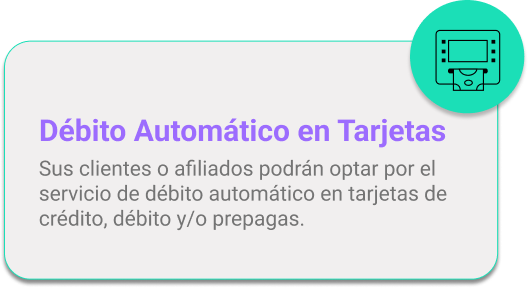 Débito Automático en Tarjetas
Sus clientes o afiliados podrán optar por el
servicio de débito automático en tarjetas de
crédito, débito y/o prepagas.